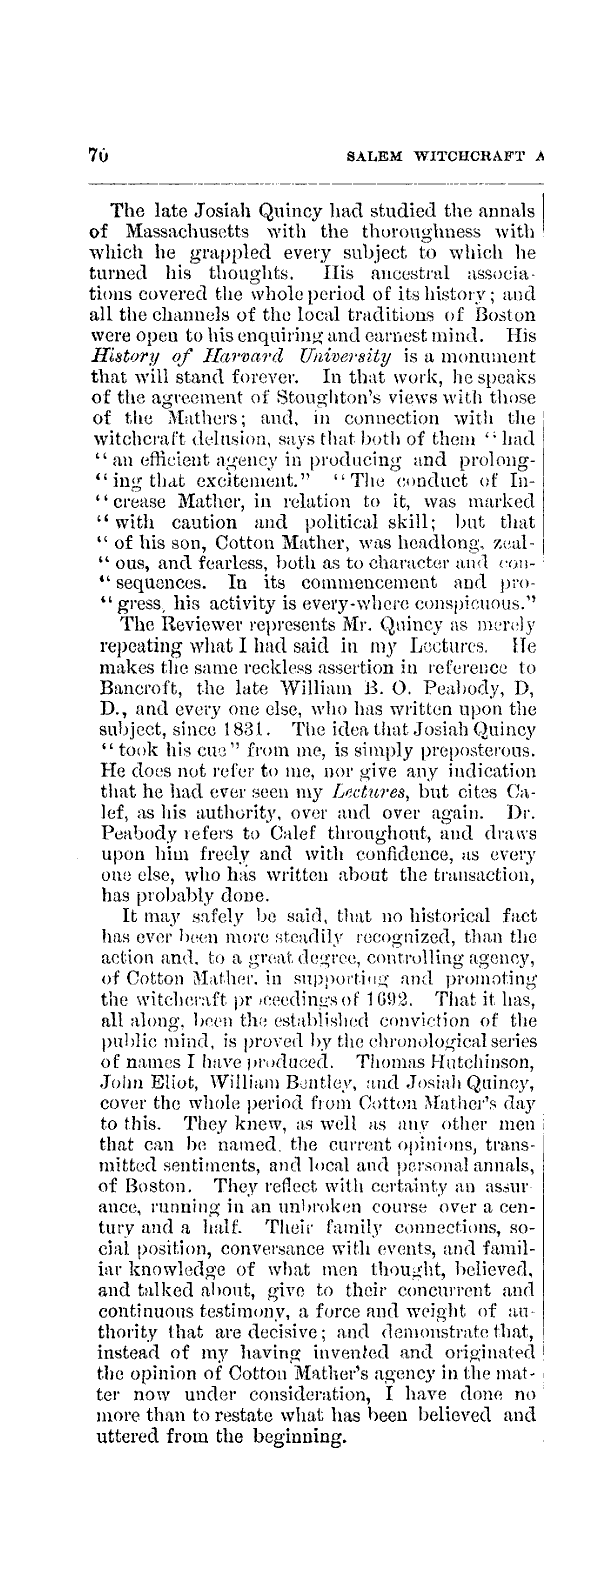 70 SALEM WITCHCRAFT A
The late Josiah Quincy had studied the annals
of Massachusetts with the thoroughness with
which he grappled every subject to which he
turned his thoughts. His ancestral associa-
tions covered the whole period of its history; and
all the channels of the local traditions of Boston
were open to his enquiring and earnest mind. His
History of Harvard University is a monument
that will stand forever. In that work, he speaks
of the agreement of Stoughton's views with those
of the Mathers; and, in connection with the
witchcraft delusion, says that both of them "had
"an efficient agency in producing and prolong-
"ing that excitement." "The conduct of In-
"crease Mather, in relation to it, was marked
"with caution and political skill; but that
"of his son, Cotton Mather, was headlong, zeal-
"ous, and fearless, both as to character and con-
"sequences. In its commencement and pro-
"gress, his activity is every-where conspicuous."
The Reviewer represents Mr. Quincy as merely
repeating what I had said in my Lectures. He
makes the same reckless assertion in reference to
Bancroft, the late William B. O. Peabody, D,
D., and every one else, who has written upon the
subject, since 1831. The idea that Josiah Quincy
"took his cue" from me, is simply preposterous.
He does not refer to me, nor give any indication
that he had ever seen my Lectures, but cites Ca-
lef, as his authority, over and over again. Dr.
Peabody refers to Calef throughout, and draws
upon him freely and with confidence, as every
one else, who has written about the transaction,
has probably done.
It may safely be said, that no historical fact
has ever been more steadily recognized, than the
action and, to a great degree, controlling agency,
of Cotton Mather, in supporting and promoting
the witchcraft proceedings of 1692. That it has,
all along, been the established conviction of the
public mind, is proved by the chronological series
of names I have produced. Thomas Hutchinson,
John Eliot, William Bentley, and Josiah Quincy,
cover the whole period from Cotton Mather's day
to this. They knew, as well as any other men
that can be named, the current opinions, trans-
mitted sentiments, and local and personal annals,
of Boston. They reflect with certainty an assur
ance, running in an unbroken course over a cen-
tury and a half. Their family connections, so-
cial position, conversance with events, and famil-
iar knowledge of what men thought, believed,
and talked about, give to their concurrent and
continuous testimony, a force and weight of au-
thority that are decisive; and demonstrate that,
instead of my having invented and originated
the opinion of Cotton Mather's agency in the mat-
ter now under consideration, I have done no
more than to restate what has been believed and
uttered from the beginning.